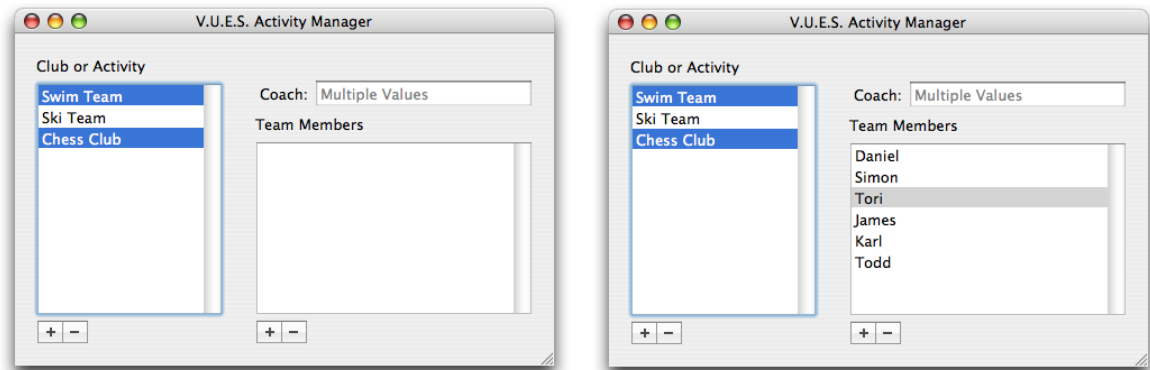 V.U.E.S. Activity Manager
Club or Activity
Swim Team
Ski Team
Chess Club
+ −
Coach: Multiple Values
Team Members
+ −
V.U.E.S. Activity Manager
Club or Activity
Swim Team
Ski Team
Chess Club
+ −
Coach: Multiple Values
Team Members
Daniel
Simon
Tori
James
Karl
Todd
+ −